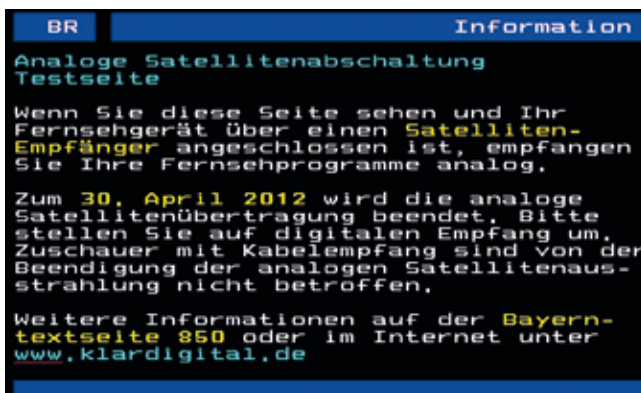 BR Information
Analoge Satellitenabschaltung
Testseite
Wenn Sie diese Seite sehen und Ihr
Fernsehgerät über einen Satelliten-
Empfänger angeschlossen ist, empfangen
Sie Ihre Fernsehprogramme analog.
Zum 30. April 2012 wird die analoge
Satellitenübertragung beendet. Bitte
stellen Sie auf digitalen Empfang um.
Zuschauer mit Kabelempfang sind von der
Beendigung der analogen Satellitenaus-
strahlung nicht betroffen.
Weitere Informationen auf der Bayern-
textseite 850 oder im Internet unter
www.klardigital.de